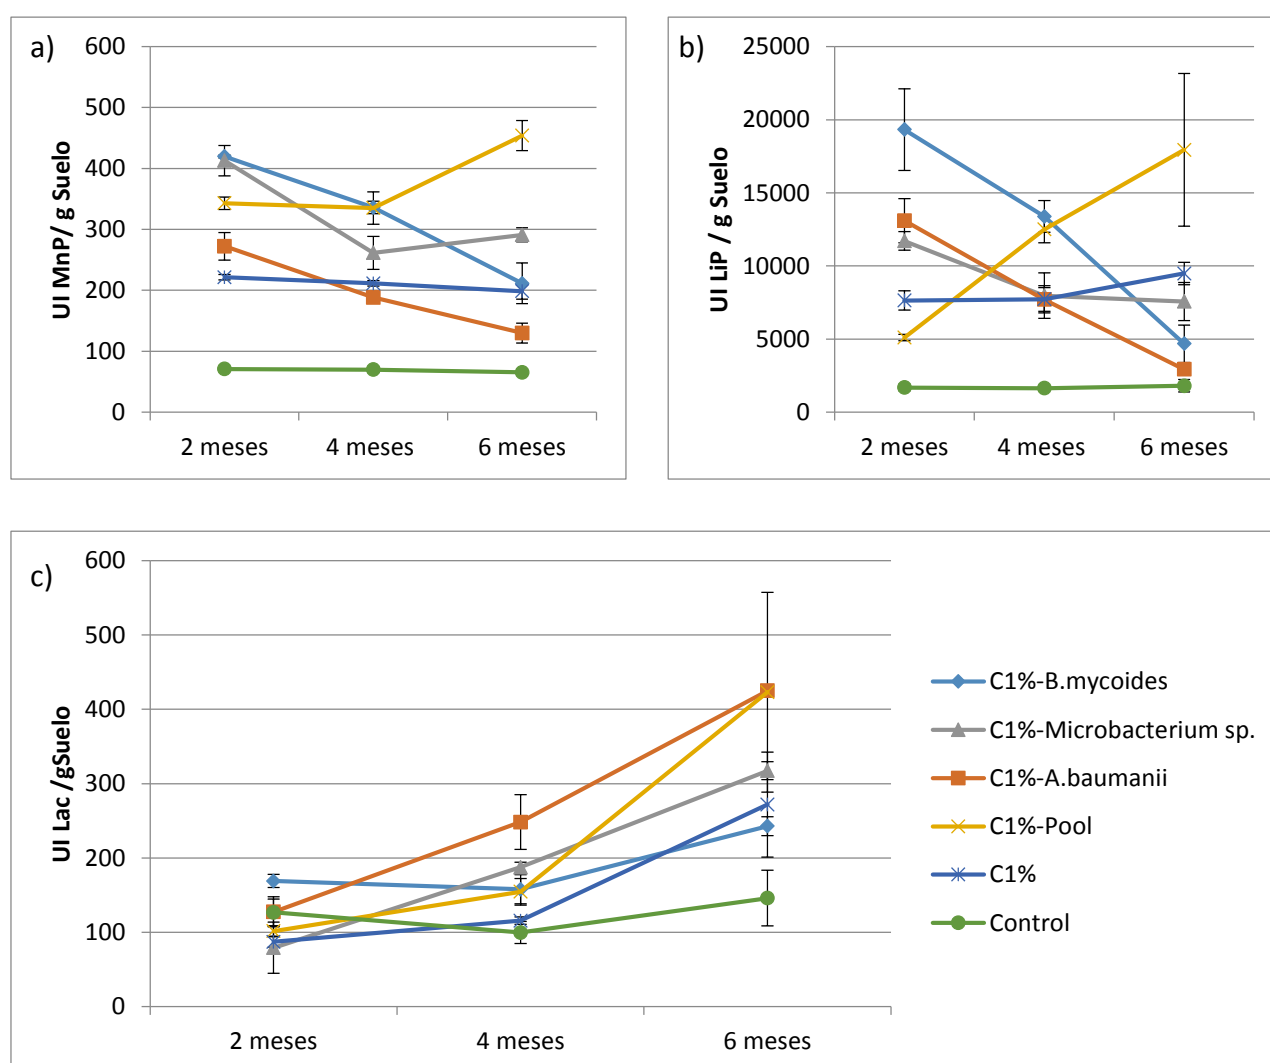 a)
600
500
400
300
200
100
0
UI MnP/ g Suelo
2 meses 4 meses 6 meses
b)
25000
20000
15000
10000
5000
0
UI LiP / g Suelo
2 meses 4 meses 6 meses
c)
600
500
400
300
200
100
0
UI Lac /gSuelo
2 meses 4 meses 6 meses
C1%-B.mycoides
C1%-Microbacterium sp.
C1%-A.baumanii
C1%-Pool
C1%
Control